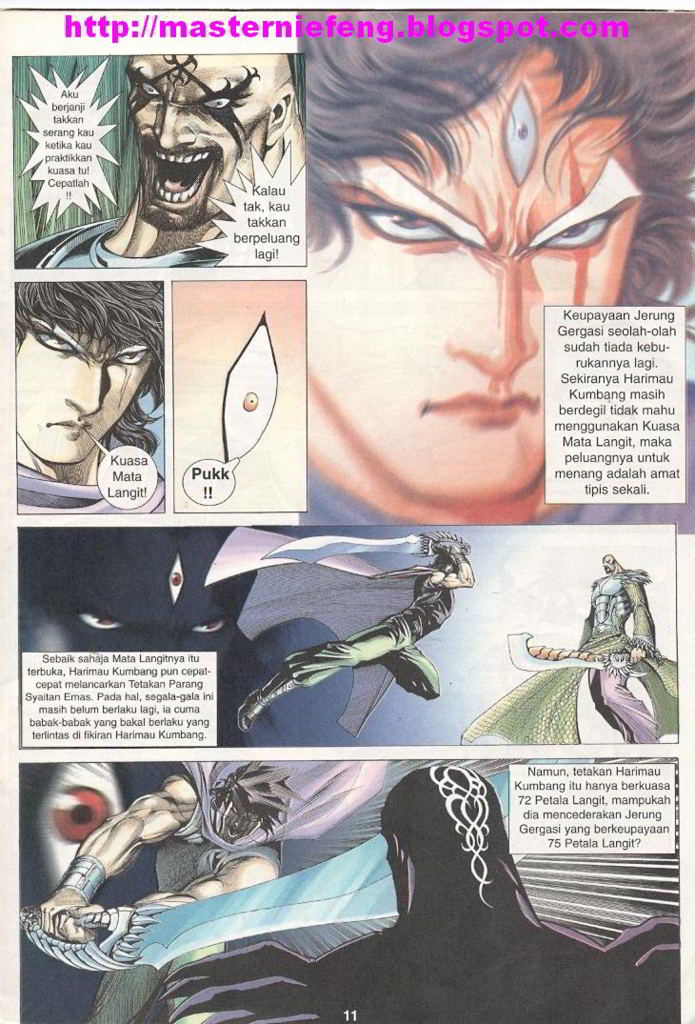 http://masterniefeng.blogspot.com
Aku
berjanji
takkan
serang kau
ketika kau
praktikkan
kuasa tu!
Cepatlah
!!
Kalau
tak, kau
takkan
berpeluang
lagi!
Kuasa
Mata
Langit!
Pukk
!!
Keupayaan Jerung
Gergasi seolah-olah
sudah tiada kebu-
rukannya lagi.
Sekiranya Harimau
Kumbang masih
berdegil tidak mahu
menggunakan Kuasa
Mata Langit, maka
peluangnya untuk
menang adalah amat
tipis sekali.
Sebaik sahaja Mata Langitnya itu
terbuka, Harimau Kumbang pun cepat-
cepat melancarkan Tetakan Parang
Syaitan Emas. Pada hal, segala-gala ini
masih belum berlaku lagi, ia cuma
babak-babak yang bakal berlaku yang
terlintas di fikiran Harimau Kumbang.
Namun, tetakan Harimau
Kumbang itu hanya berkuasa
72 Petala Langit, mampukah
dia mencederakan Jerung
Gergasi yang berkeupayaan
75 Petala Langit?
11